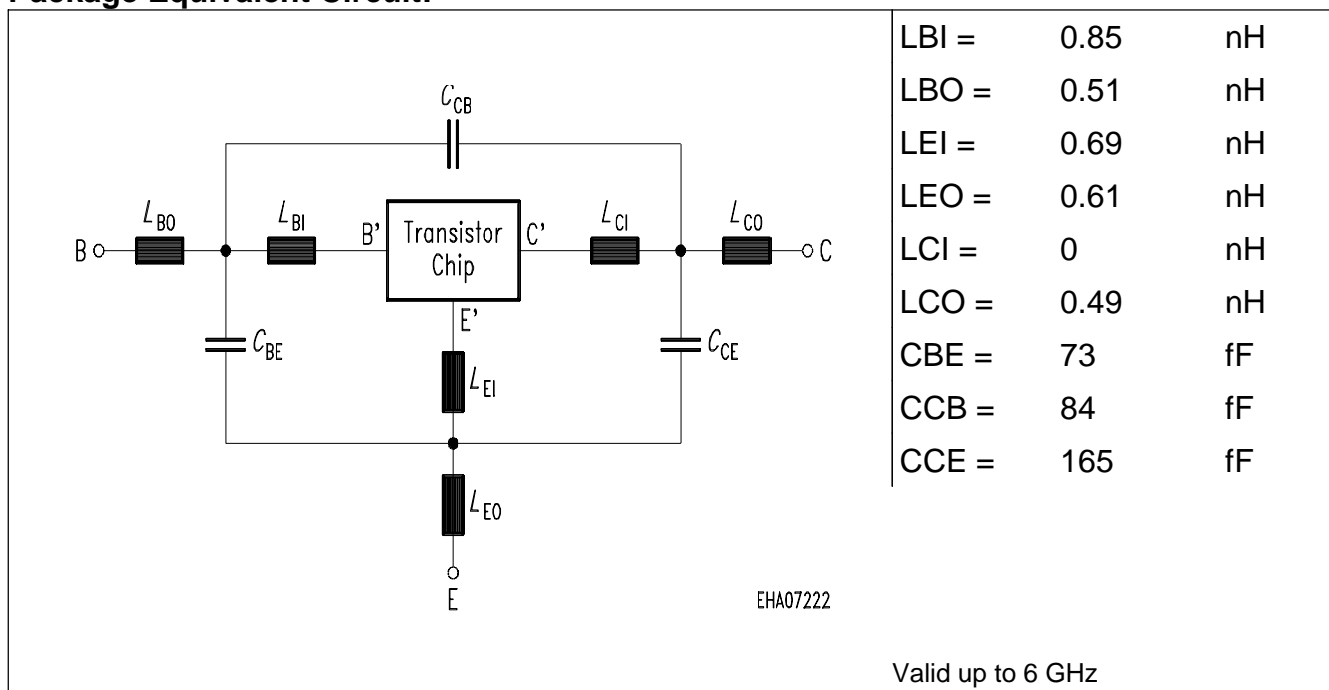 Package Equivalent Circuit:
C_CB
L_BO L_BI B' Transistor Chip C' L_CI L_CO
B C
E'
C_BE C_CE
L_EI
L_EO
E
EHA07222
LBI = 0.85 nH
LBO = 0.51 nH
LEI = 0.69 nH
LEO = 0.61 nH
LCI = 0 nH
LCO = 0.49 nH
CBE = 73 fF
CCB = 84 fF
CCE = 165 fF
Valid up to 6 GHz